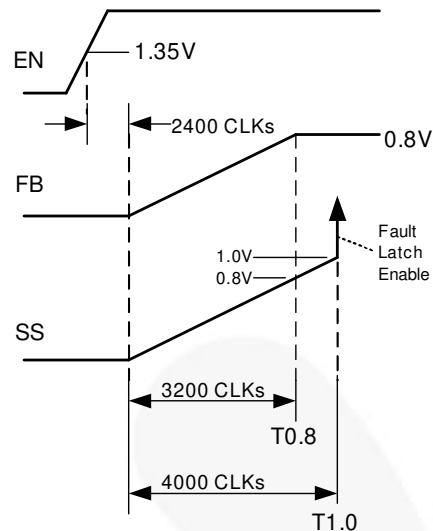 EN
1.35V
2400 CLKs
FB
0.8V
Fault
Latch
Enable
1.0V
0.8V
SS
3200 CLKs
T0.8
4000 CLKs
T1.0